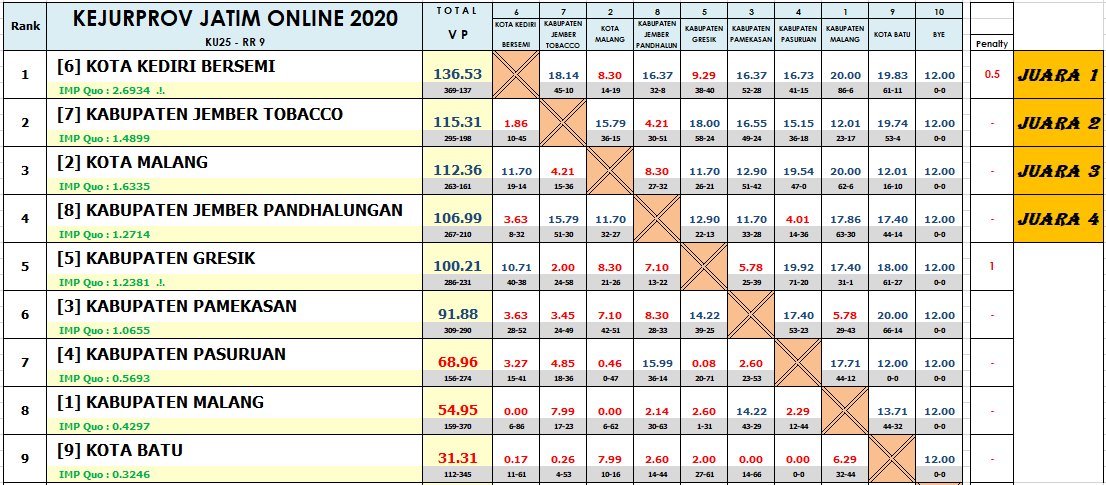 Rank KEJURPROV JATIM ONLINE 2020 TOTAL 6 7 2 8 5 3 4 1 9 10
KU25 - RR 9 V P KOTA KEDIRI BERSEMI KABUPATEN JEMBER TOBACCO KOTA MALANG KABUPATEN JEMBER PANDHALUN KABUPATEN GRESIK KABUPATEN PAMEKASAN KABUPATEN PASURUAN KABUPATEN MALANG KOTA BATU BYE Penalty
1 [6] KOTA KEDIRI BERSEMI 136.53 18.14 8.30 16.37 9.29 16.37 16.73 20.00 19.83 12.00 0.5 JUARA 1
IMP Quo : 2.6934 .!. 369-137 45-10 14-19 32-8 38-40 52-28 41-15 86-6 61-11 0-0
2 [7] KABUPATEN JEMBER TOBACCO 115.31 1.86 15.79 4.21 18.00 16.55 15.15 12.01 19.74 12.00 - JUARA 2
IMP Quo : 1.4899 295-198 10-45 36-15 30-51 58-24 49-24 36-18 23-17 53-4 0-0
3 [2] KOTA MALANG 112.36 11.70 4.21 8.30 11.70 12.90 19.54 20.00 12.01 12.00 - JUARA 3
IMP Quo : 1.6335 263-161 19-14 15-36 27-32 26-21 51-42 47-0 62-6 16-10 0-0
4 [8] KABUPATEN JEMBER PANDHALUNGAN 106.99 3.63 15.79 11.70 12.90 11.70 4.01 17.86 17.40 12.00 - JUARA 4
IMP Quo : 1.2714 267-210 8-32 51-30 32-27 22-13 33-28 14-36 63-30 44-14 0-0
5 [5] KABUPATEN GRESIK 100.21 10.71 2.00 8.30 7.10 5.78 19.92 17.40 18.00 12.00 1
IMP Quo : 1.2381 .!. 286-231 40-38 24-58 21-26 13-22 25-39 71-20 31-1 61-27 0-0
6 [3] KABUPATEN PAMEKASAN 91.88 3.63 3.45 7.10 8.30 14.22 17.40 5.78 20.00 12.00 -
IMP Quo : 1.0655 309-290 28-52 24-49 42-51 28-33 39-25 53-23 29-43 66-14 0-0
7 [4] KABUPATEN PASURUAN 68.96 3.27 4.85 0.46 15.99 0.08 2.60 17.71 12.00 12.00 -
IMP Quo : 0.5693 156-274 15-41 18-36 0-47 36-14 20-71 23-53 44-12 0-0 0-0
8 [1] KABUPATEN MALANG 54.95 0.00 7.99 0.00 2.14 2.60 14.22 2.29 13.71 12.00 -
IMP Quo : 0.4297 159-370 6-86 17-23 6-62 30-63 1-31 43-29 12-44 44-32 0-0
9 [9] KOTA BATU 31.31 0.17 0.26 7.99 2.60 2.00 0.00 0.00 6.29 12.00 -
IMP Quo : 0.3246 112-345 11-61 4-53 10-16 14-44 27-61 14-66 0-0 32-44 0-0